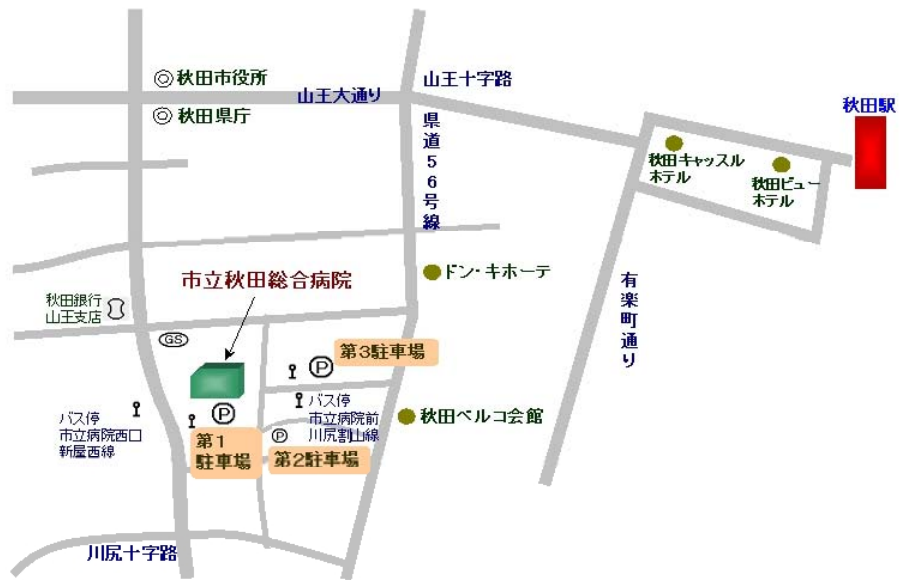 秋田市役所
山王十字路
山王大通り
秋田駅
秋田県庁
県道56号線
秋田キャッスル
ホテル
秋田ビュー
ホテル
ドン・キホーテ
市立秋田総合病院
有楽町通り
秋田銀行
山王支店
GS
第3駐車場
P
バス停
市立病院前
川尻割山線
秋田ベルコ会館
バス停
市立病院西口
新屋西線
P
第1
駐車場
P
第2駐車場
川尻十字路